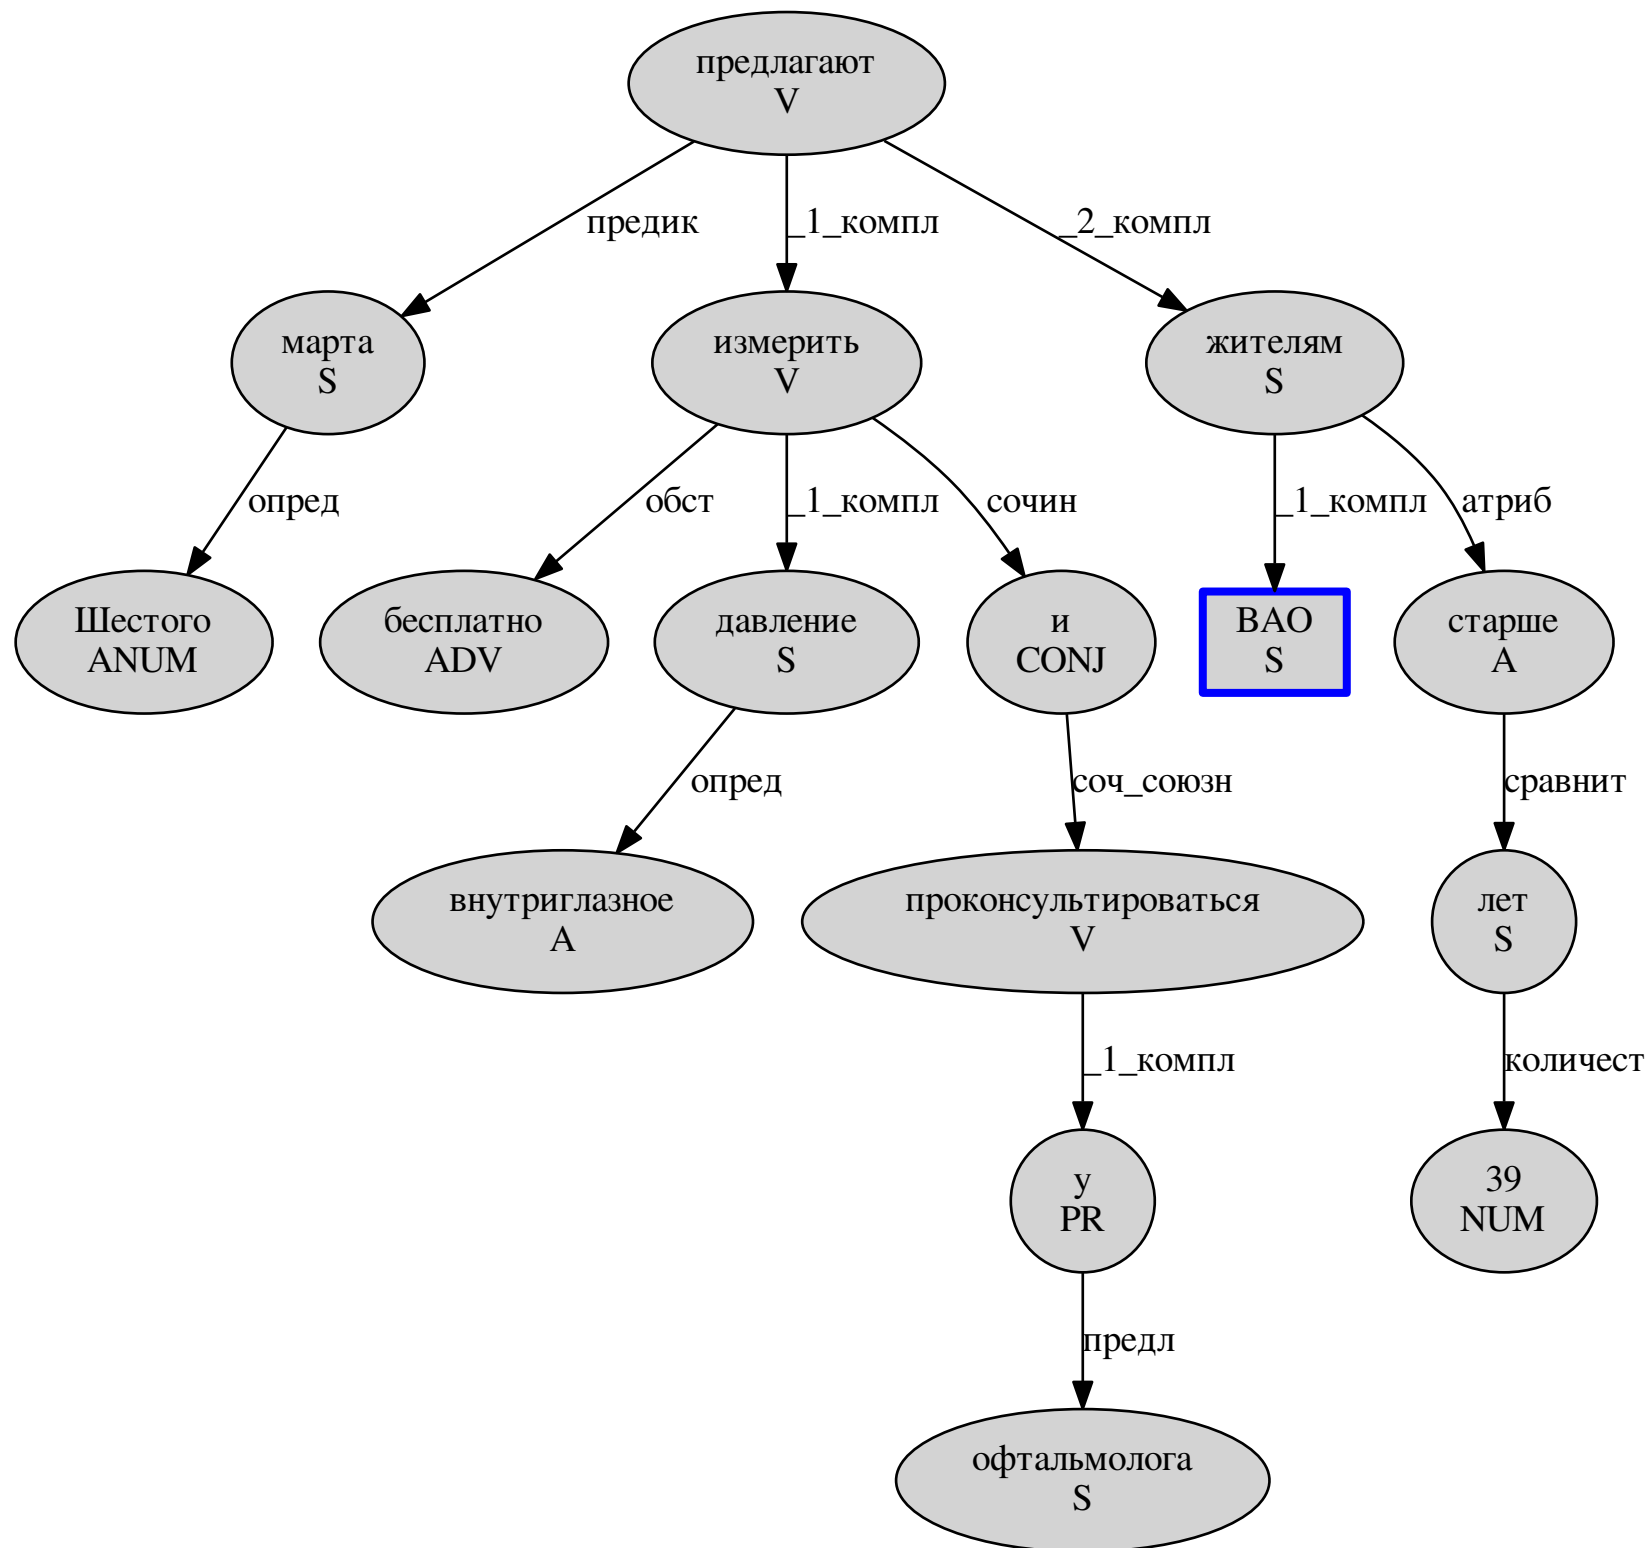 предлагают
V
предик
_1_компл
_2_компл
марта
S
измерить
V
жителям
S
опред
обст
_1_компл
сочин
_1_компл
атриб
Шестого
ANUM
бесплатно
ADV
давление
S
и
CONJ
ВАО
S
старше
A
опред
соч_союзн
сравнит
внутриглазное
A
проконсультироваться
V
лет
S
_1_компл
количест
у
PR
39
NUM
предл
офтальмолога
S